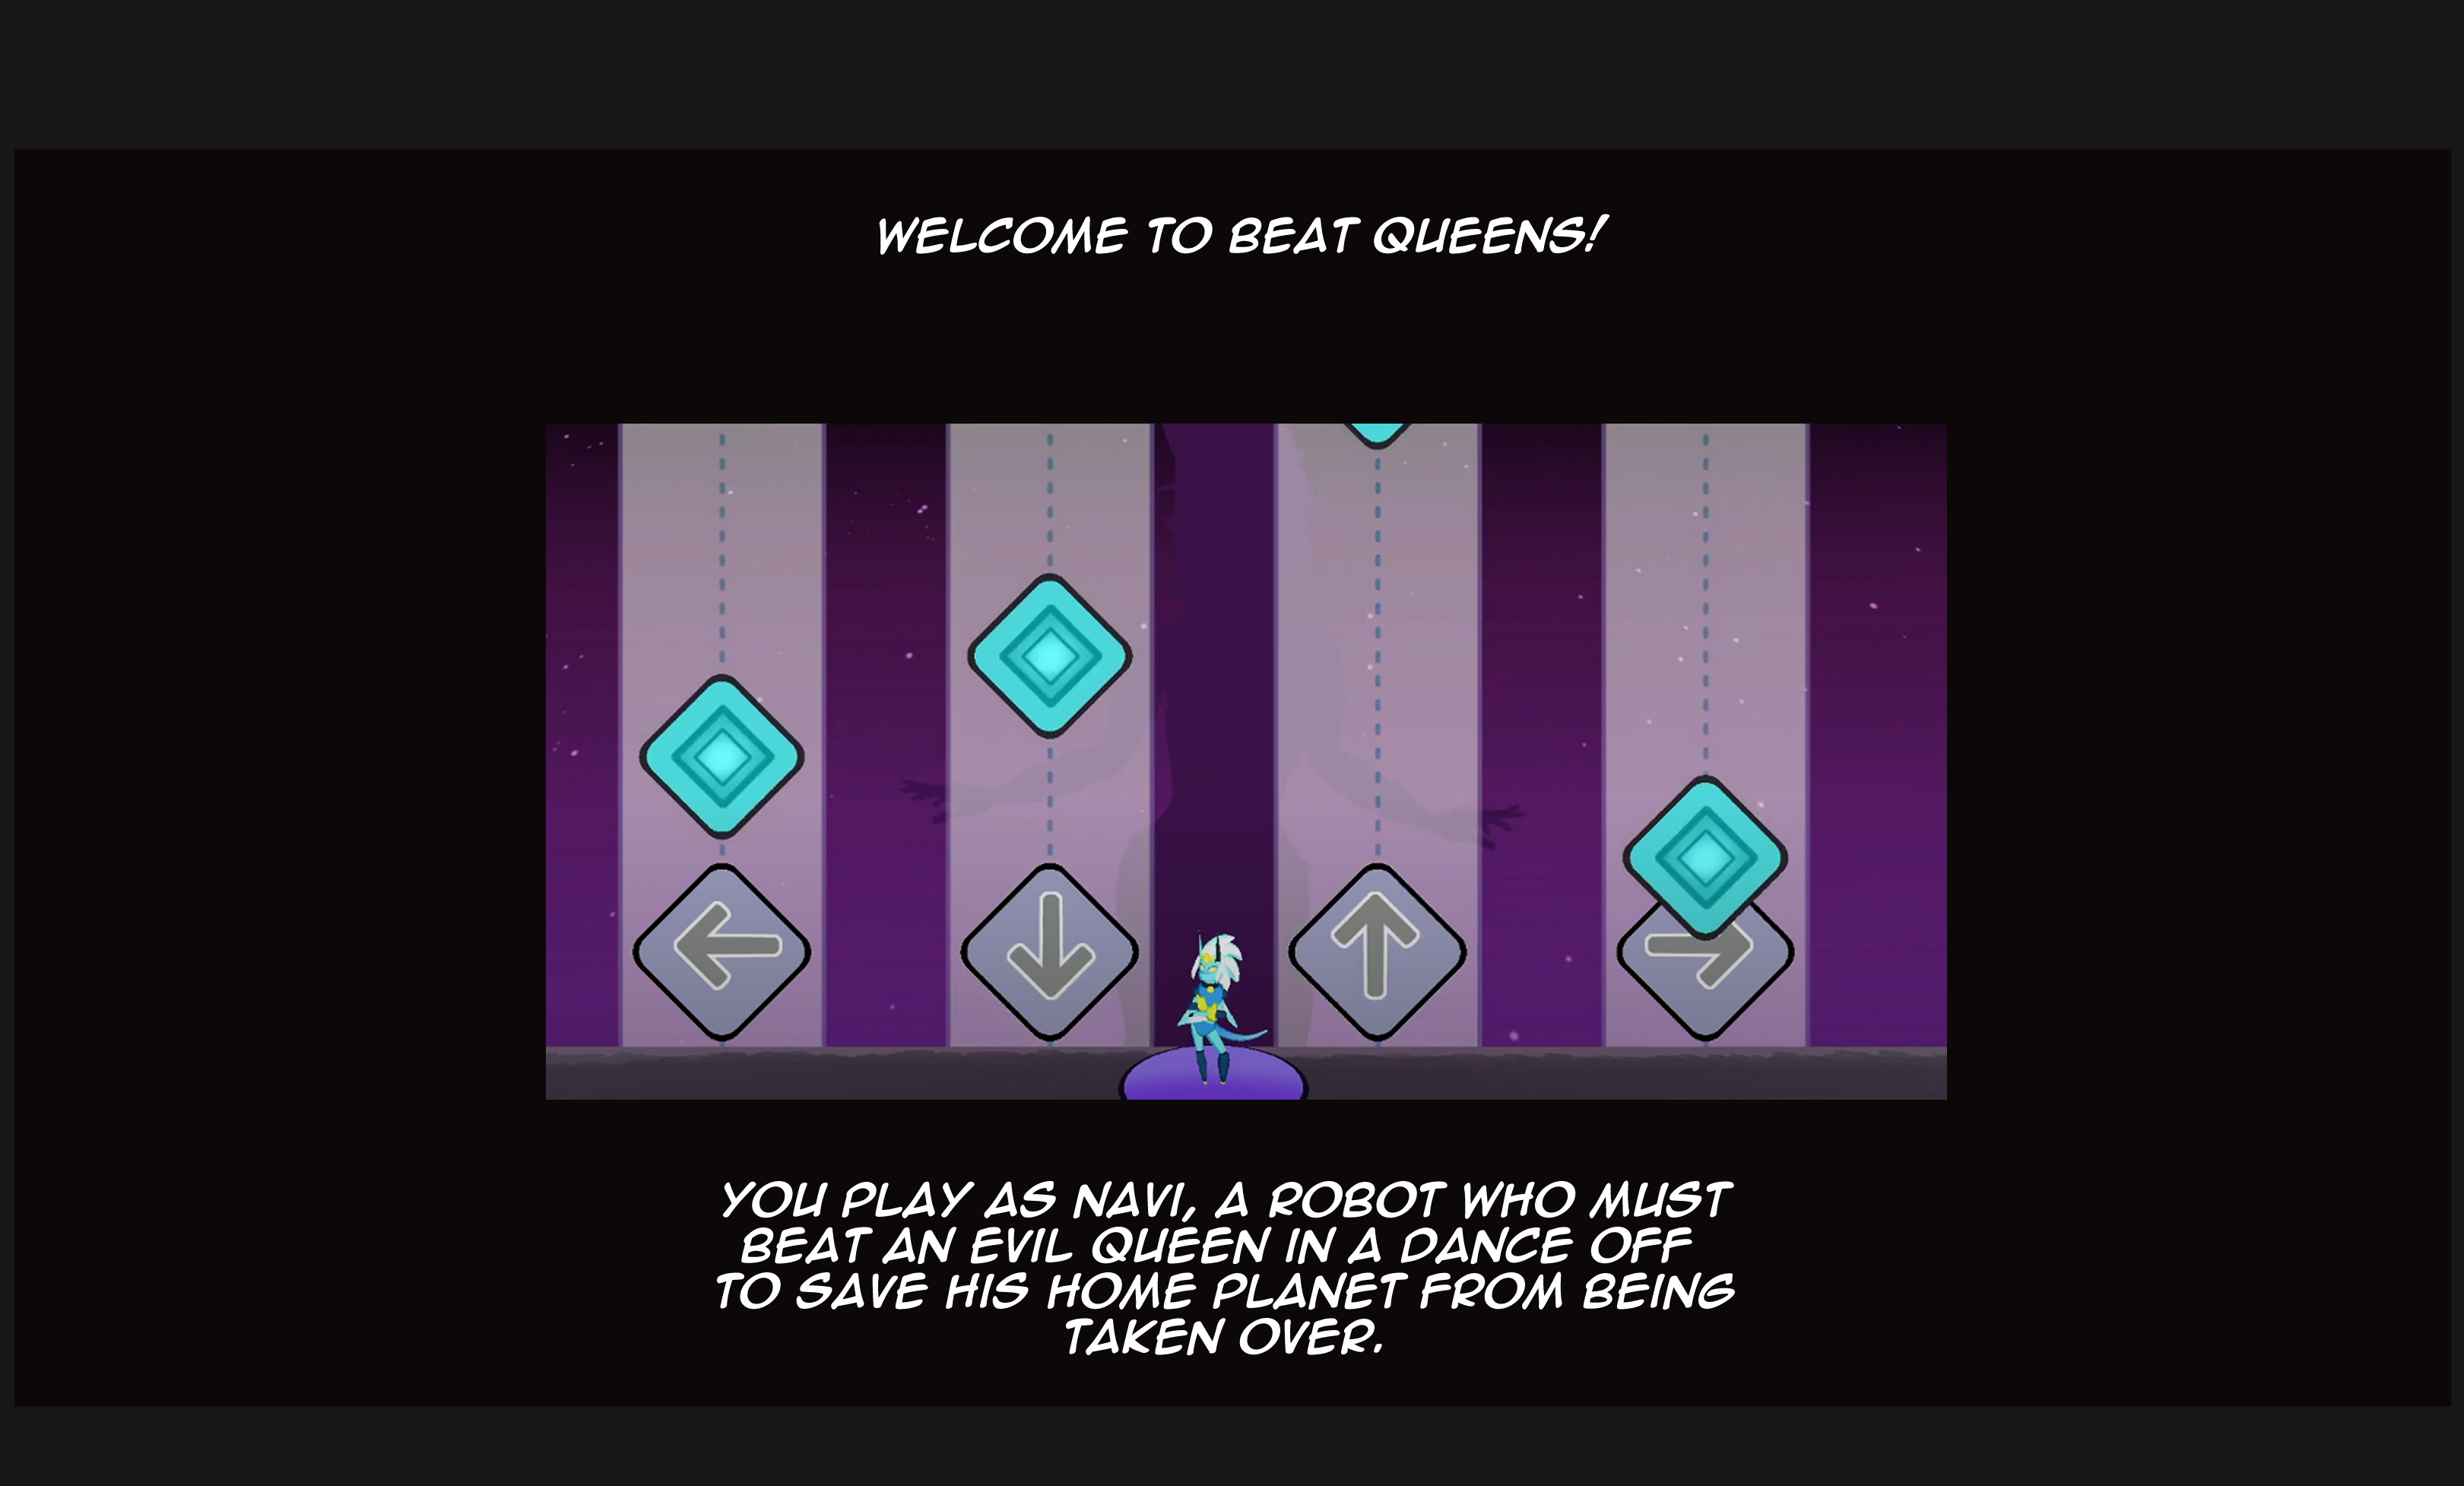 WELCOME TO BEAT QUEENS!
YOU PLAY AS NAVI, A ROBOT WHO MUST
BEAT AN EVIL QUEEN IN A DANCE OFF
TO SAVE HIS HOME PLANET FROM BEING
TAKEN OVER.